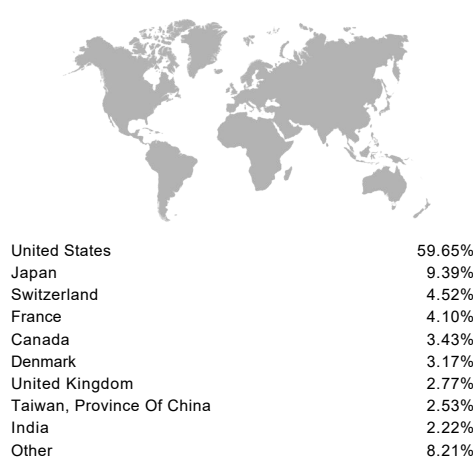 United States 59.65%
Japan 9.39%
Switzerland 4.52%
France 4.10%
Canada 3.43%
Denmark 3.17%
United Kingdom 2.77%
Taiwan, Province Of China 2.53%
India 2.22%
Other 8.21%